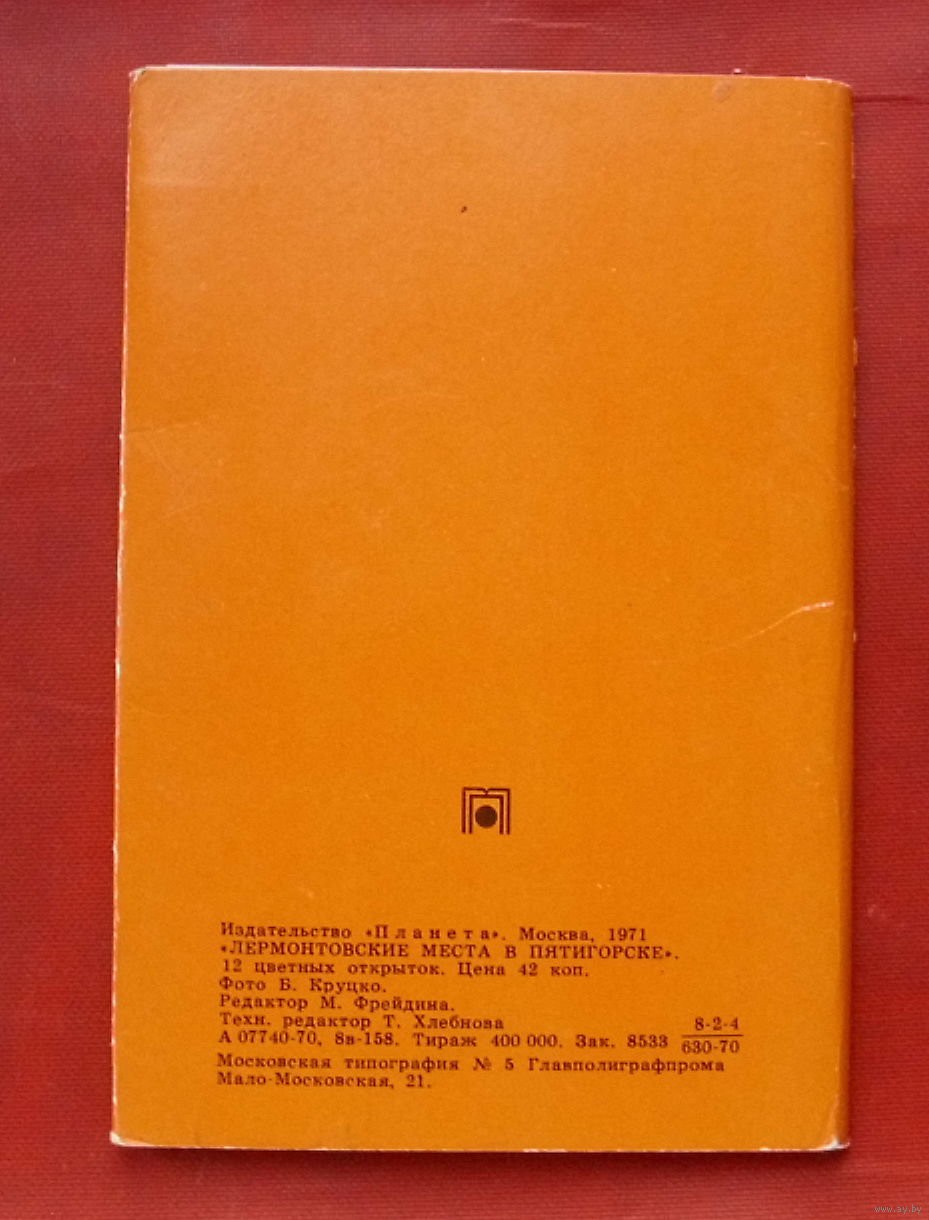 Издательство «Планета». Москва, 1971
«ЛЕРМОНТОВСКИЕ МЕСТА В ПЯТИГОРСКЕ».
12 цветных открыток. Цена 42 коп.
Фото Б. Круцко.
Редактор М. Фрейдина.
Техн. редактор Т. Хлебнова
8-2-4
А 07740-70, 8в-158. Тираж 400 000. Зак. 8533
630-70
Московская типография № 5 Главполиграфпрома
Мало-Московская, 21.
www.ay.by